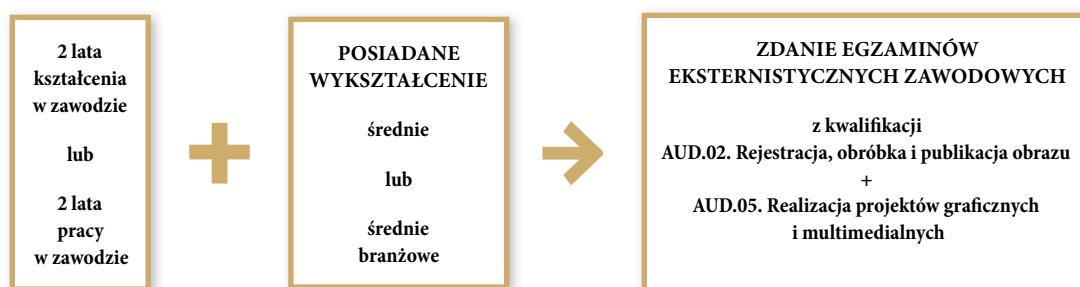 2 lata
kształcenia
w zawodzie
lub
2 lata
pracy
w zawodzie
POSIADANE
WYKSZTAŁCENIE
średnie
lub
średnie
branżowe
ZDANIE EGZAMINÓW
EKSTERNISTYCZNYCH ZAWODOWYCH
z kwalifikacji
AUD.02. Rejestracja, obróbka i publikacja obrazu
+
AUD.05. Realizacja projektów graficznych
i multimedialnych